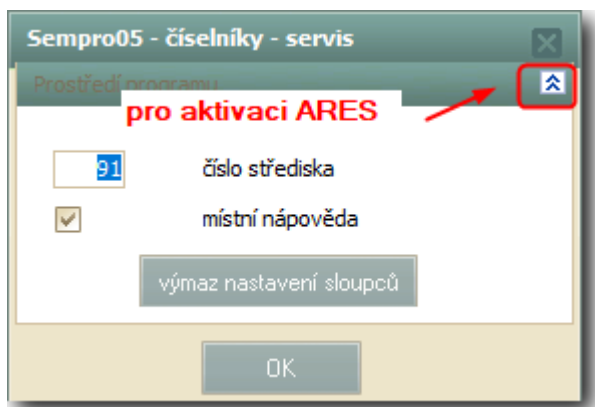 Sempro05 - číselníky - servis
Prostředí programu
pro aktivaci ARES
91 číslo střediska
místní nápověda
výmaz nastavení sloupců
OK